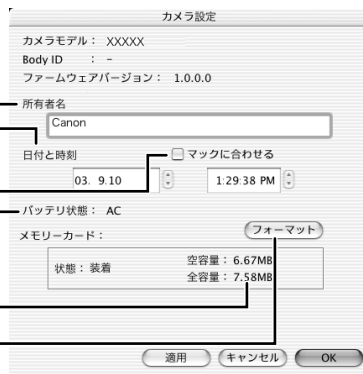 カメラ設定
カメラモデル： XXXXX
Body ID ： -
ファームウェアバージョン： 1.0.0.0
所有者名
Canon
日付と時刻
マックに合わせる
03. 9.10
1:29:38 PM
バッテリ状態： AC
メモリーカード：
フォーマット
状態：装着
空容量：6.67MB
全容量：7.58MB
適用
キャンセル
OK